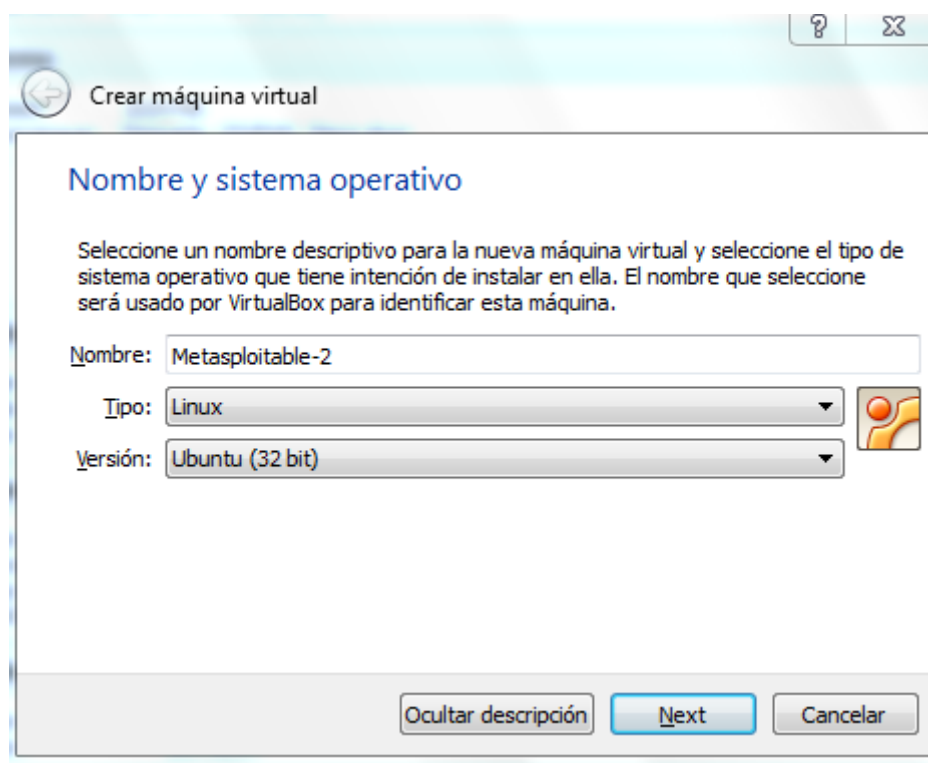 Crear máquina virtual
Nombre y sistema operativo
Seleccione un nombre descriptivo para la nueva máquina virtual y seleccione el tipo de
sistema operativo que tiene intención de instalar en ella. El nombre que seleccione
será usado por VirtualBox para identificar esta máquina.
Nombre: Metasploitable-2
Tipo: Linux
Versión: Ubuntu (32 bit)
Ocultar descripción Next Cancelar